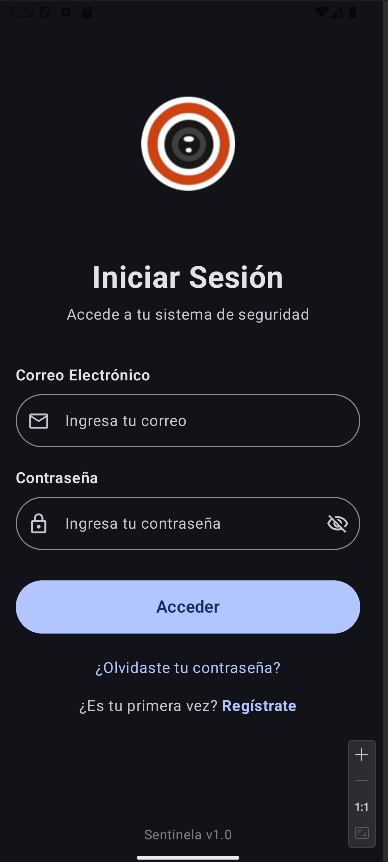 7:22
Iniciar Sesión
Accede a tu sistema de seguridad
Correo Electrónico
Ingresa tu correo
Contraseña
Ingresa tu contraseña
Acceder
¿Olvidaste tu contraseña?
¿Es tu primera vez? Regístrate
1:1
Sentinela v1.0